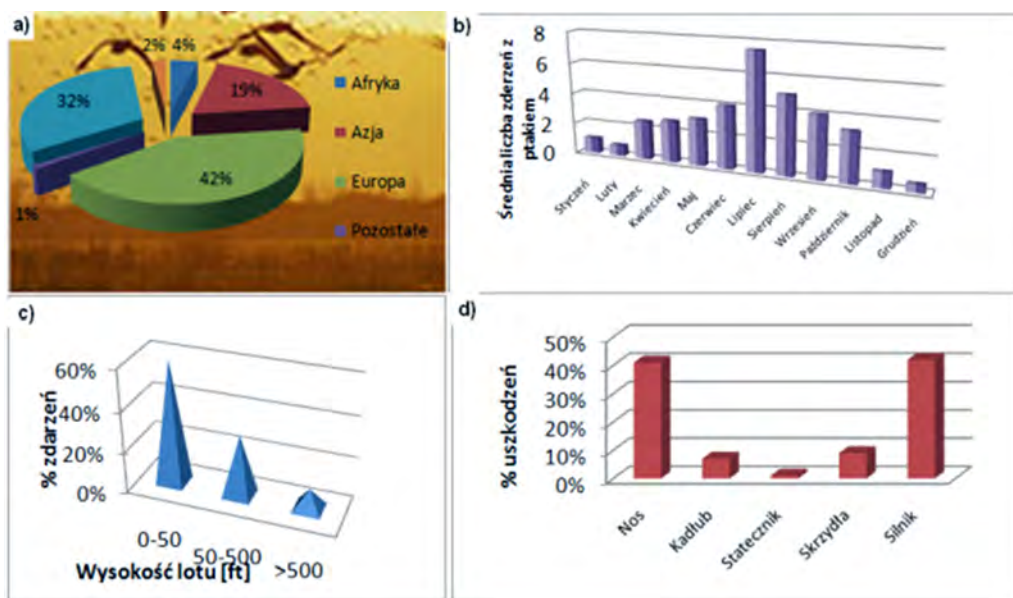 a)
2% 4%
32%
19%
42%
1%
Afryka
Azja
Europa
Pozostałe
b)
Średnia liczba zderzeń z
ptakiem
8
6
4
2
0
Styczeń
Luty
Marzec
Kwiecień
Maj
Czerwiec
Lipiec
Sierpień
Wrzesień
Październik
Listopad
Grudzień
c)
% zdarzeń
60%
40%
20%
0%
0-50
50-500
>500
Wysokość lotu [ft]
d)
% uszkodzeń
50%
40%
30%
20%
10%
0%
Nos
Kadłub
Statecznik
Skrzydła
Silnik